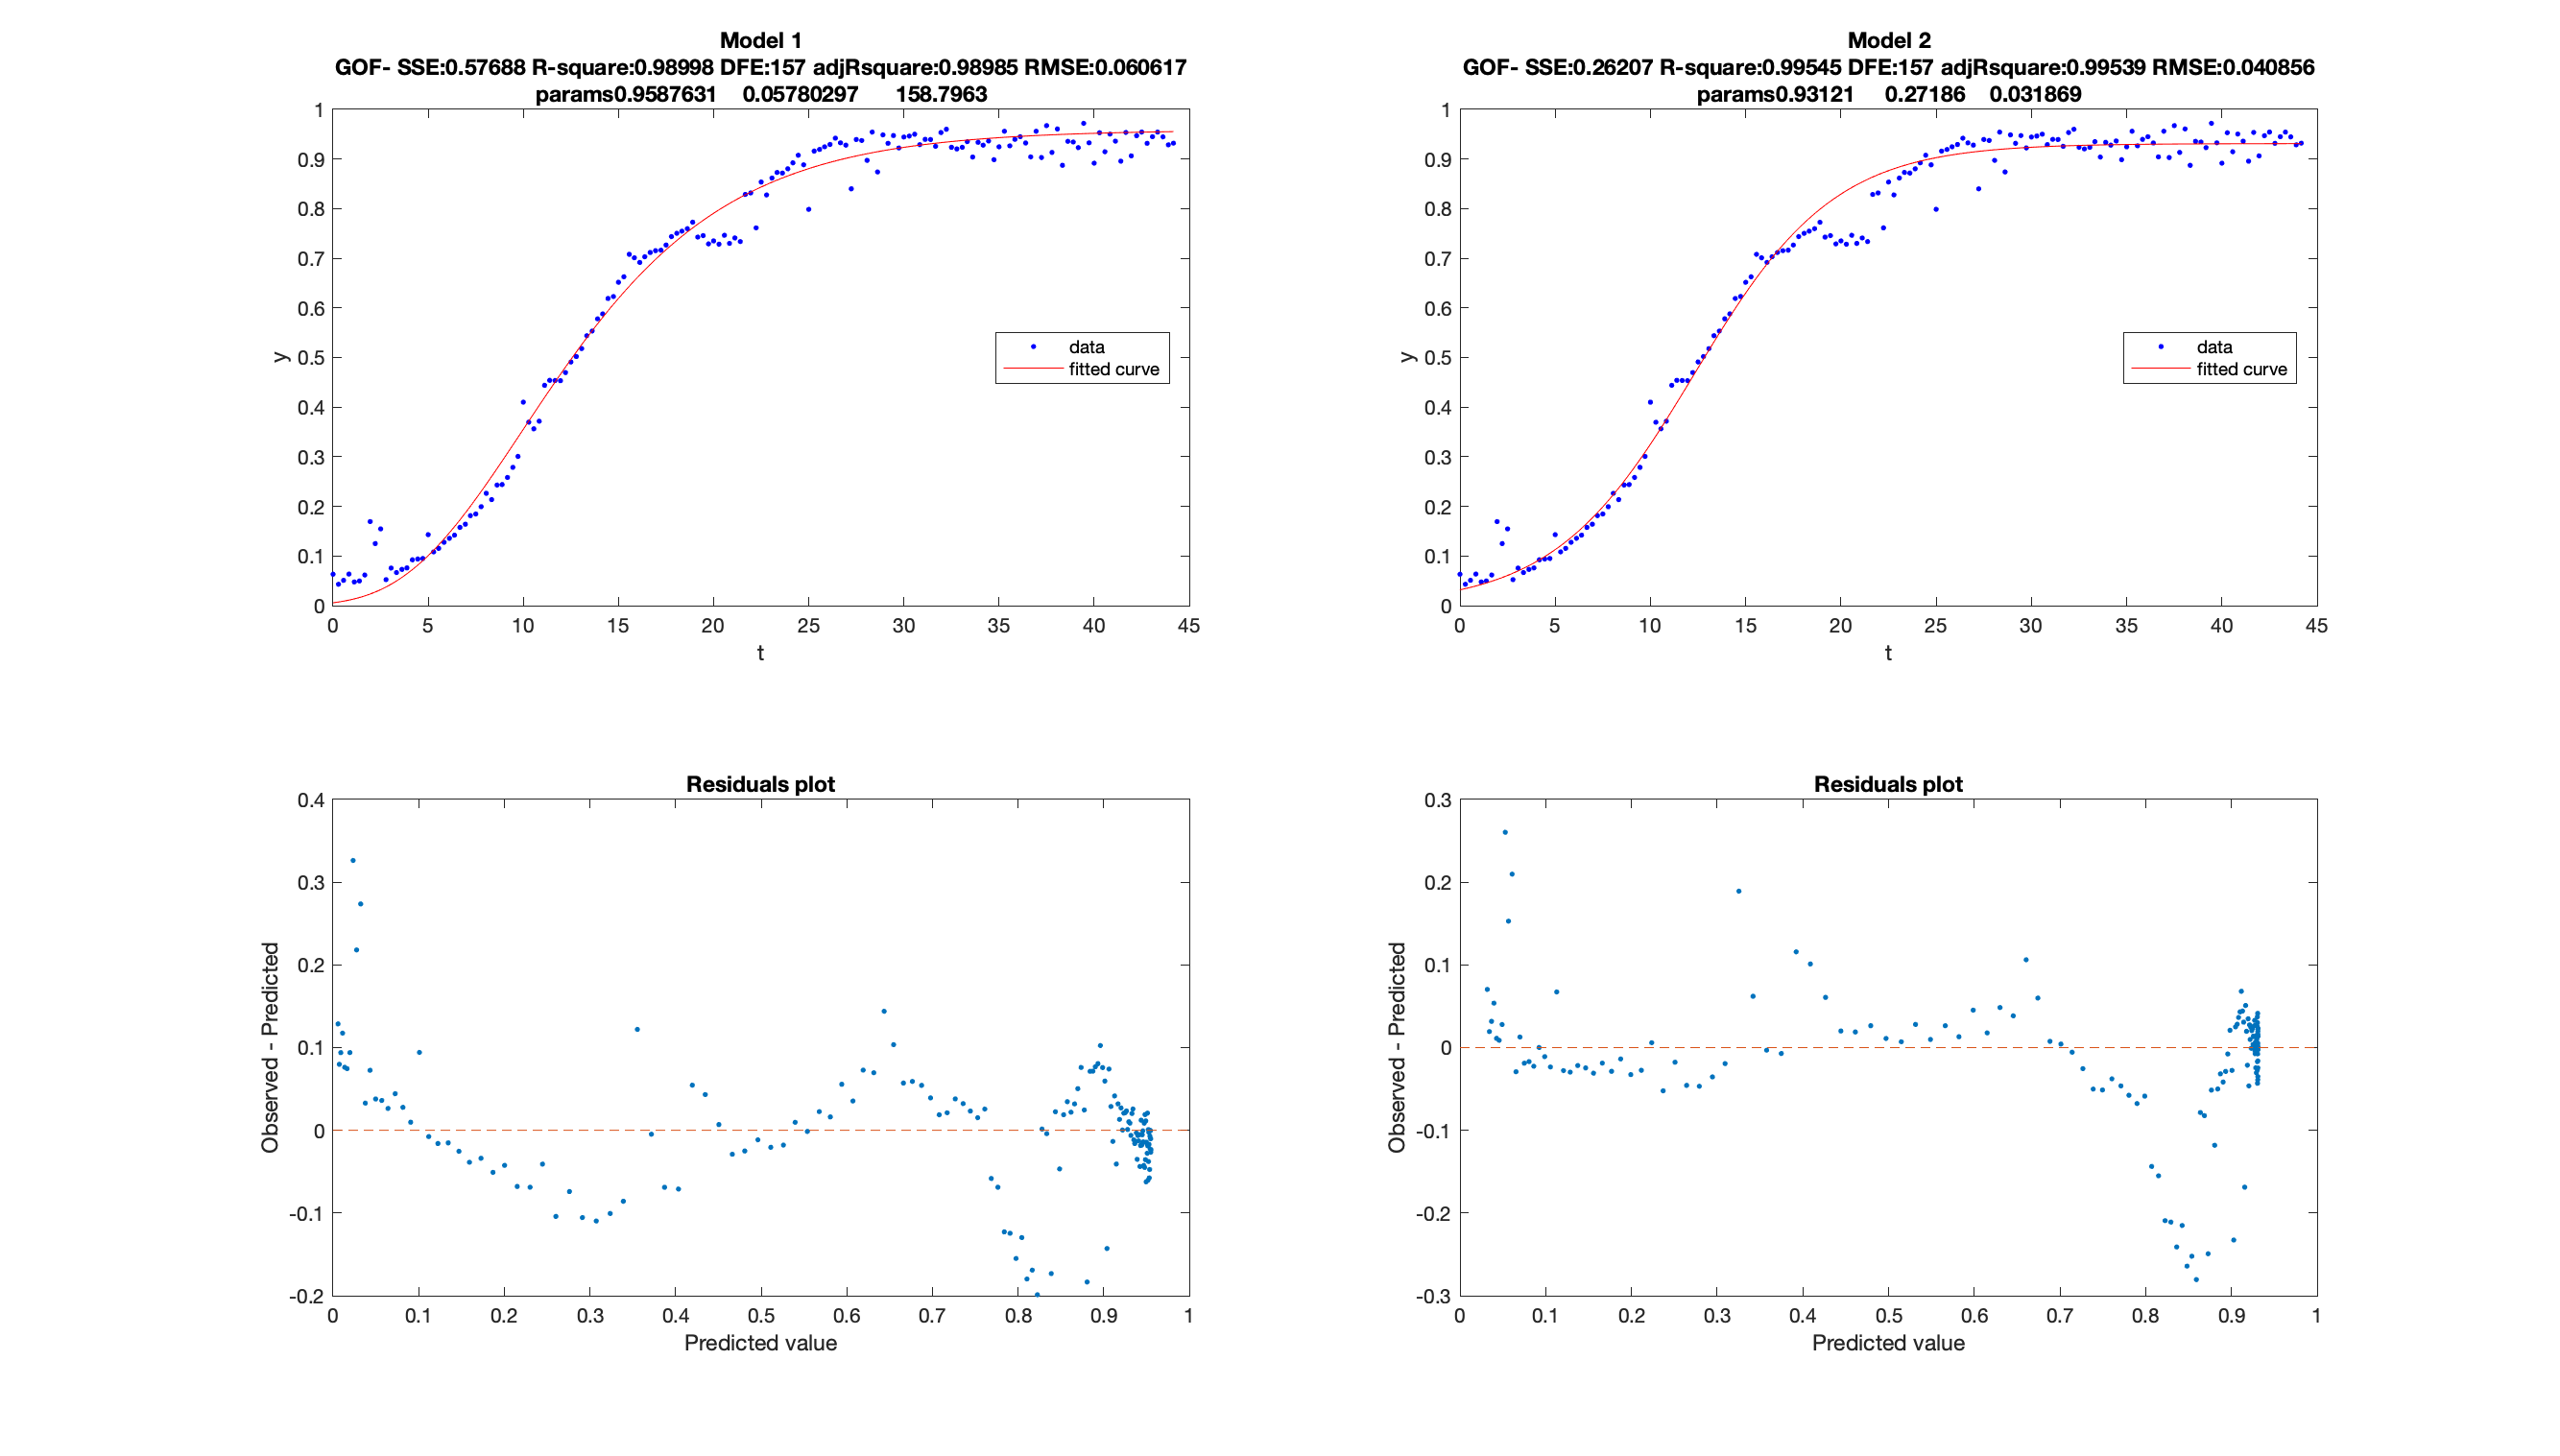 Model 1
GOF- SSE:0.57688 R-square:0.98998 DFE:157 adjRsquare:0.98985 RMSE:0.060617
params0.9587631 0.05780297 158.7963
1
0.9
0.8
0.7
0.6
0.5
0.4
0.3
0.2
0.1
0
y
data
fitted curve
0 5 10 15 20 25 30 35 40 45
t
Model 2
GOF- SSE:0.26207 R-square:0.99545 DFE:157 adjRsquare:0.99539 RMSE:0.040856
params0.93121 0.27186 0.031869
1
0.9
0.8
0.7
0.6
0.5
0.4
0.3
0.2
0.1
0
y
data
fitted curve
0 5 10 15 20 25 30 35 40 45
t
Residuals plot
0.4
0.3
0.2
0.1
0
-0.1
-0.2
Observed - Predicted
0 0.1 0.2 0.3 0.4 0.5 0.6 0.7 0.8 0.9 1
Predicted value
Residuals plot
0.3
0.2
0.1
0
-0.1
-0.2
-0.3
Observed - Predicted
0 0.1 0.2 0.3 0.4 0.5 0.6 0.7 0.8 0.9 1
Predicted value